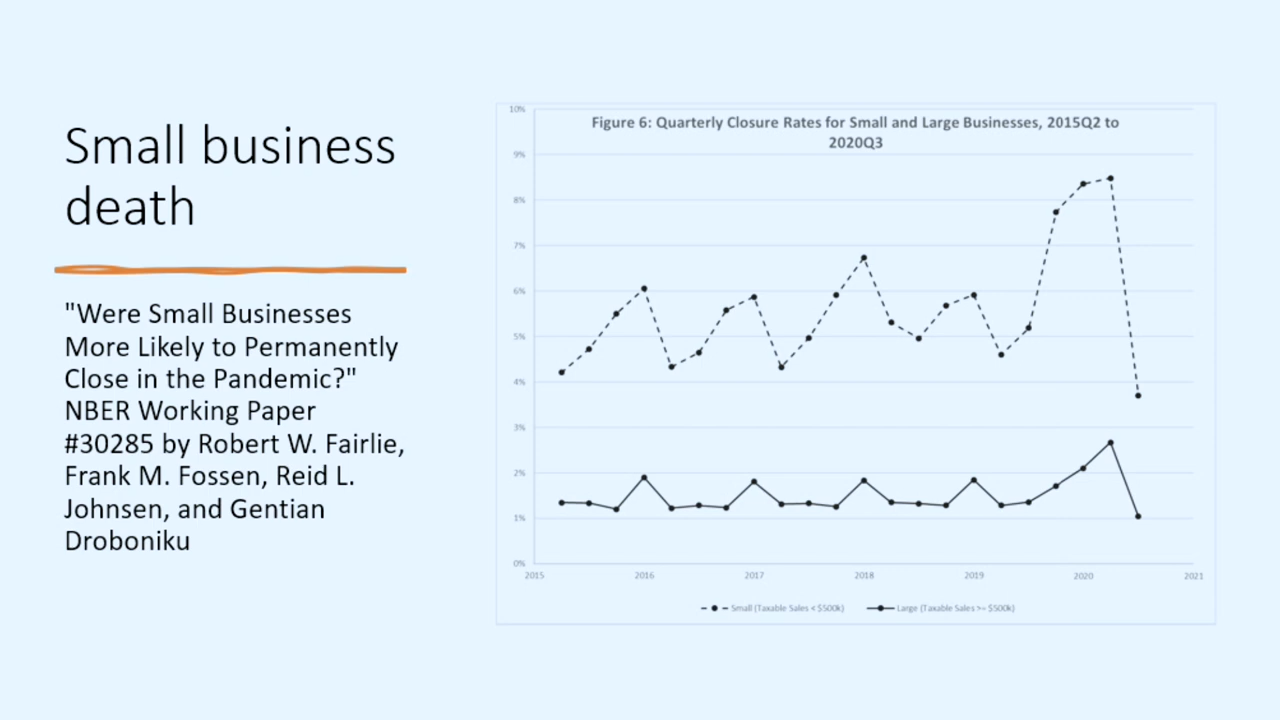 Small business
death
"Were Small Businesses
More Likely to Permanently
Close in the Pandemic?"
NBER Working Paper
#30285 by Robert W. Fairlie,
Frank M. Fossen, Reid L.
Johnsen, and Gentian
Droboniku
Figure 6: Quarterly Closure Rates for Small and Large Businesses, 2015Q2 to
2020Q3
10%
9%
8%
7%
6%
5%
4%
3%
2%
1%
0%
2015 2016 2017 2018 2019 2020 2021
Small (Taxable Sales < $500k) Large (Taxable Sales >= $500k)